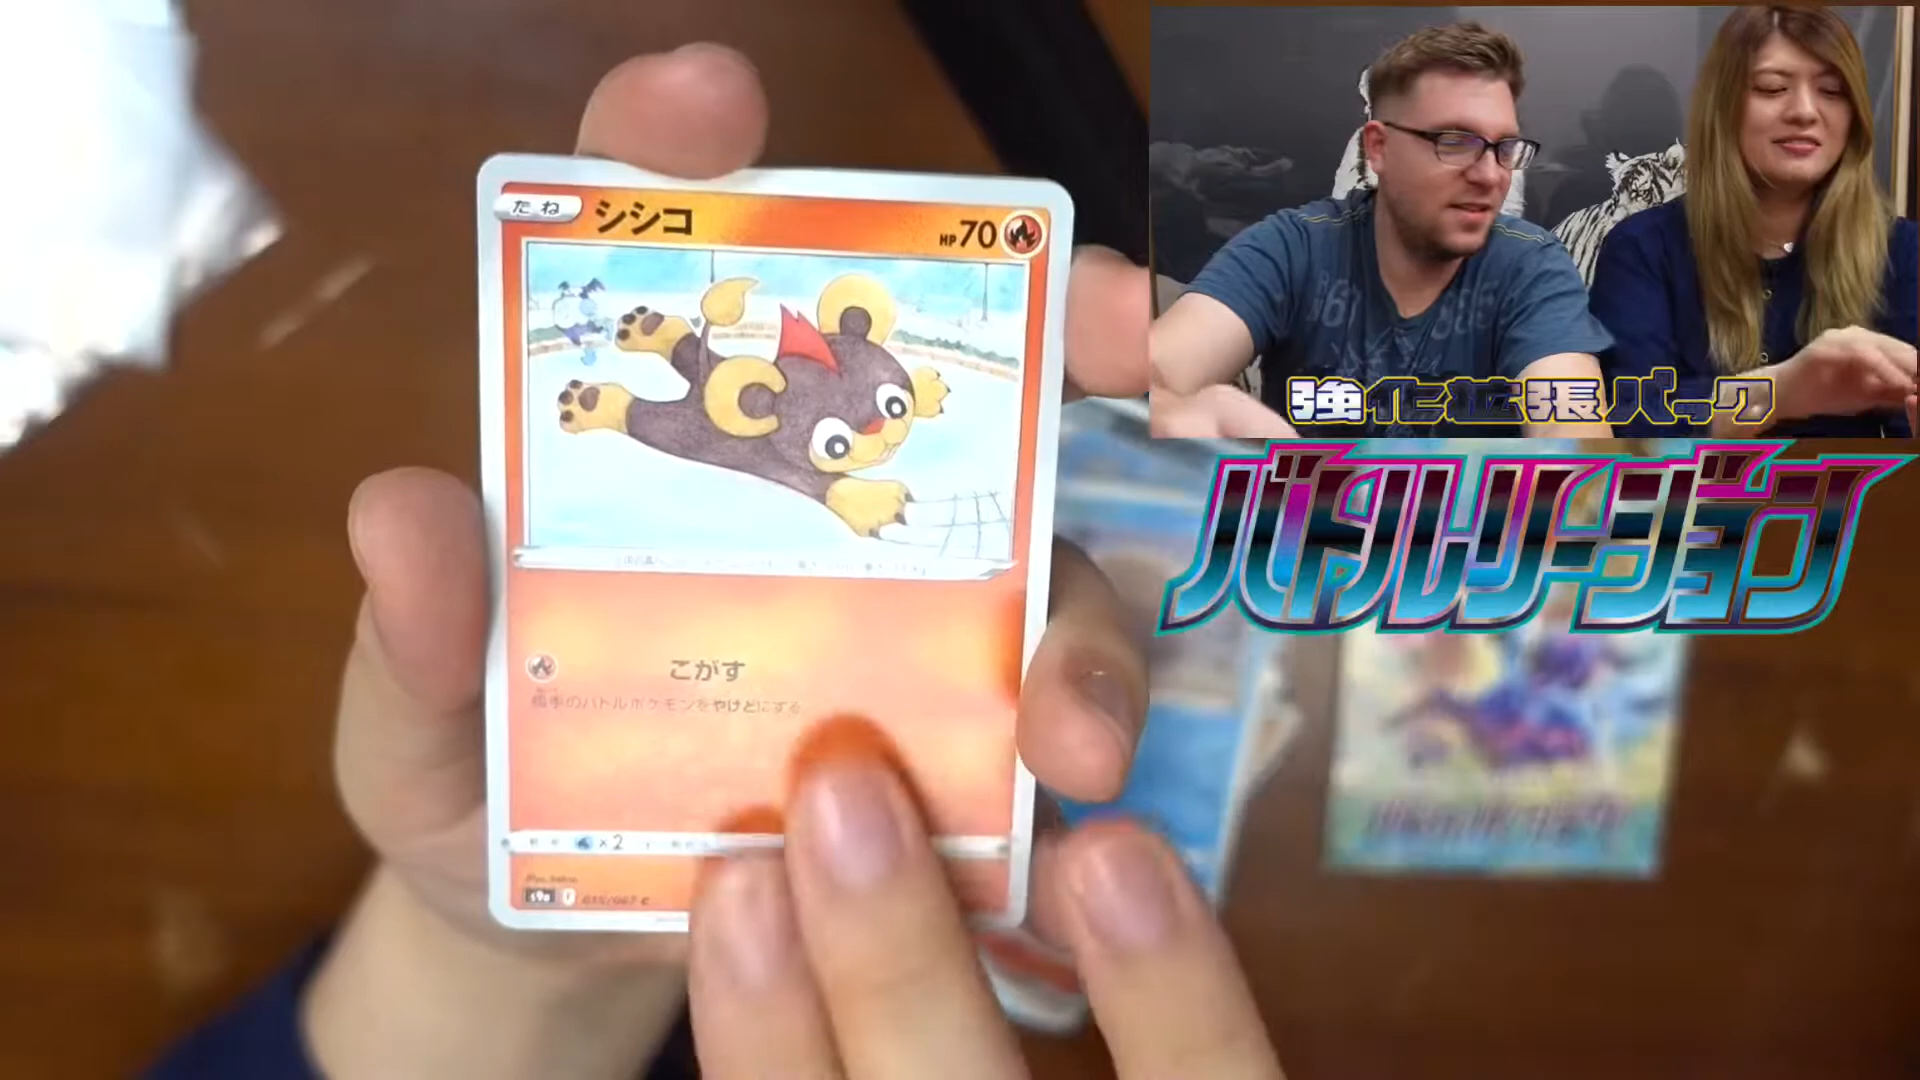 たね シシコ HP70
こがす
相手のバトルポケモンをやけどにする
×2
s9a
067 C
強化拡張パック
バトルリージョン